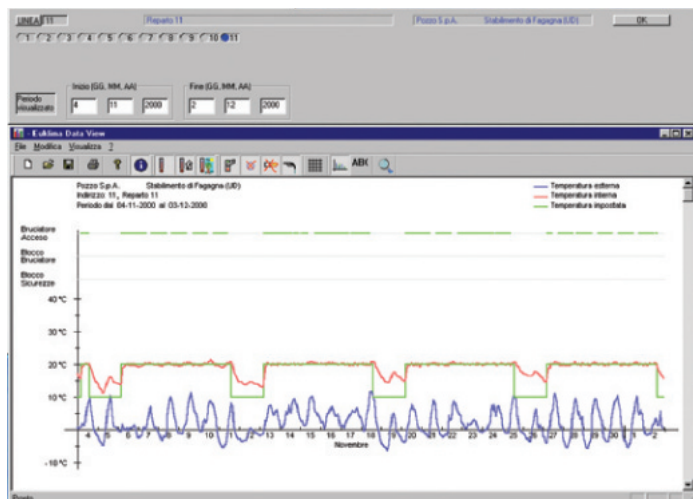 LINEA 11 Reparto 11 Pozzo S.p.A. Stabilimento di Fagagna (UD) OK
1 2 3 4 5 6 7 8 9 10 11
Inizio (GG, MM, AA) Fine (GG, MM, AA)
Periodo visualizzato 4 11 2000 2 12 2000
- Euklima Data View
File Modifica Visualizza ?
ABC
Pozzo S.p.A. Stabilimento di Fagagna (UD)
Indirizzo 11, Reparto 11
Periodo dal 04-11-2000 al 03-12-2000
Temperatura esterna
Temperatura interna
Temperatura impostata
Bruciatore
Acceso
Blocco
Bruciatore
Blocco
Sicurezze
40 °C
30 °C
20 °C
10 °C
4 5 6 7 8 9 10 11 12 13 14 15 16 17 18 19 20 21 22 23 24 25 26 27 28 29 30 1 2
Novembre
-10 °C
Pronto